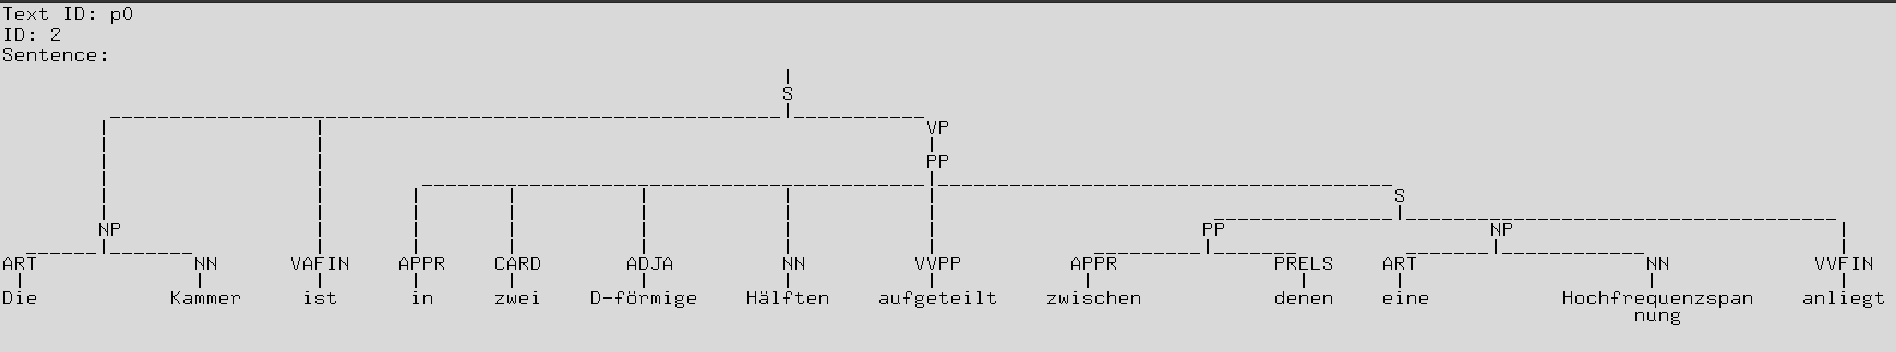 Text ID: p0
ID: 2
Sentence:
S
VP
PP
S
NP PP NP
ART NN VAFIN APPR CARD ADJA NN VVPP APPR PRELS ART NN VVFIN
Die Kammer ist in zwei D-förmige Hälften aufgeteilt zwischen denen eine Hochfrequenzspan anliegt
nung